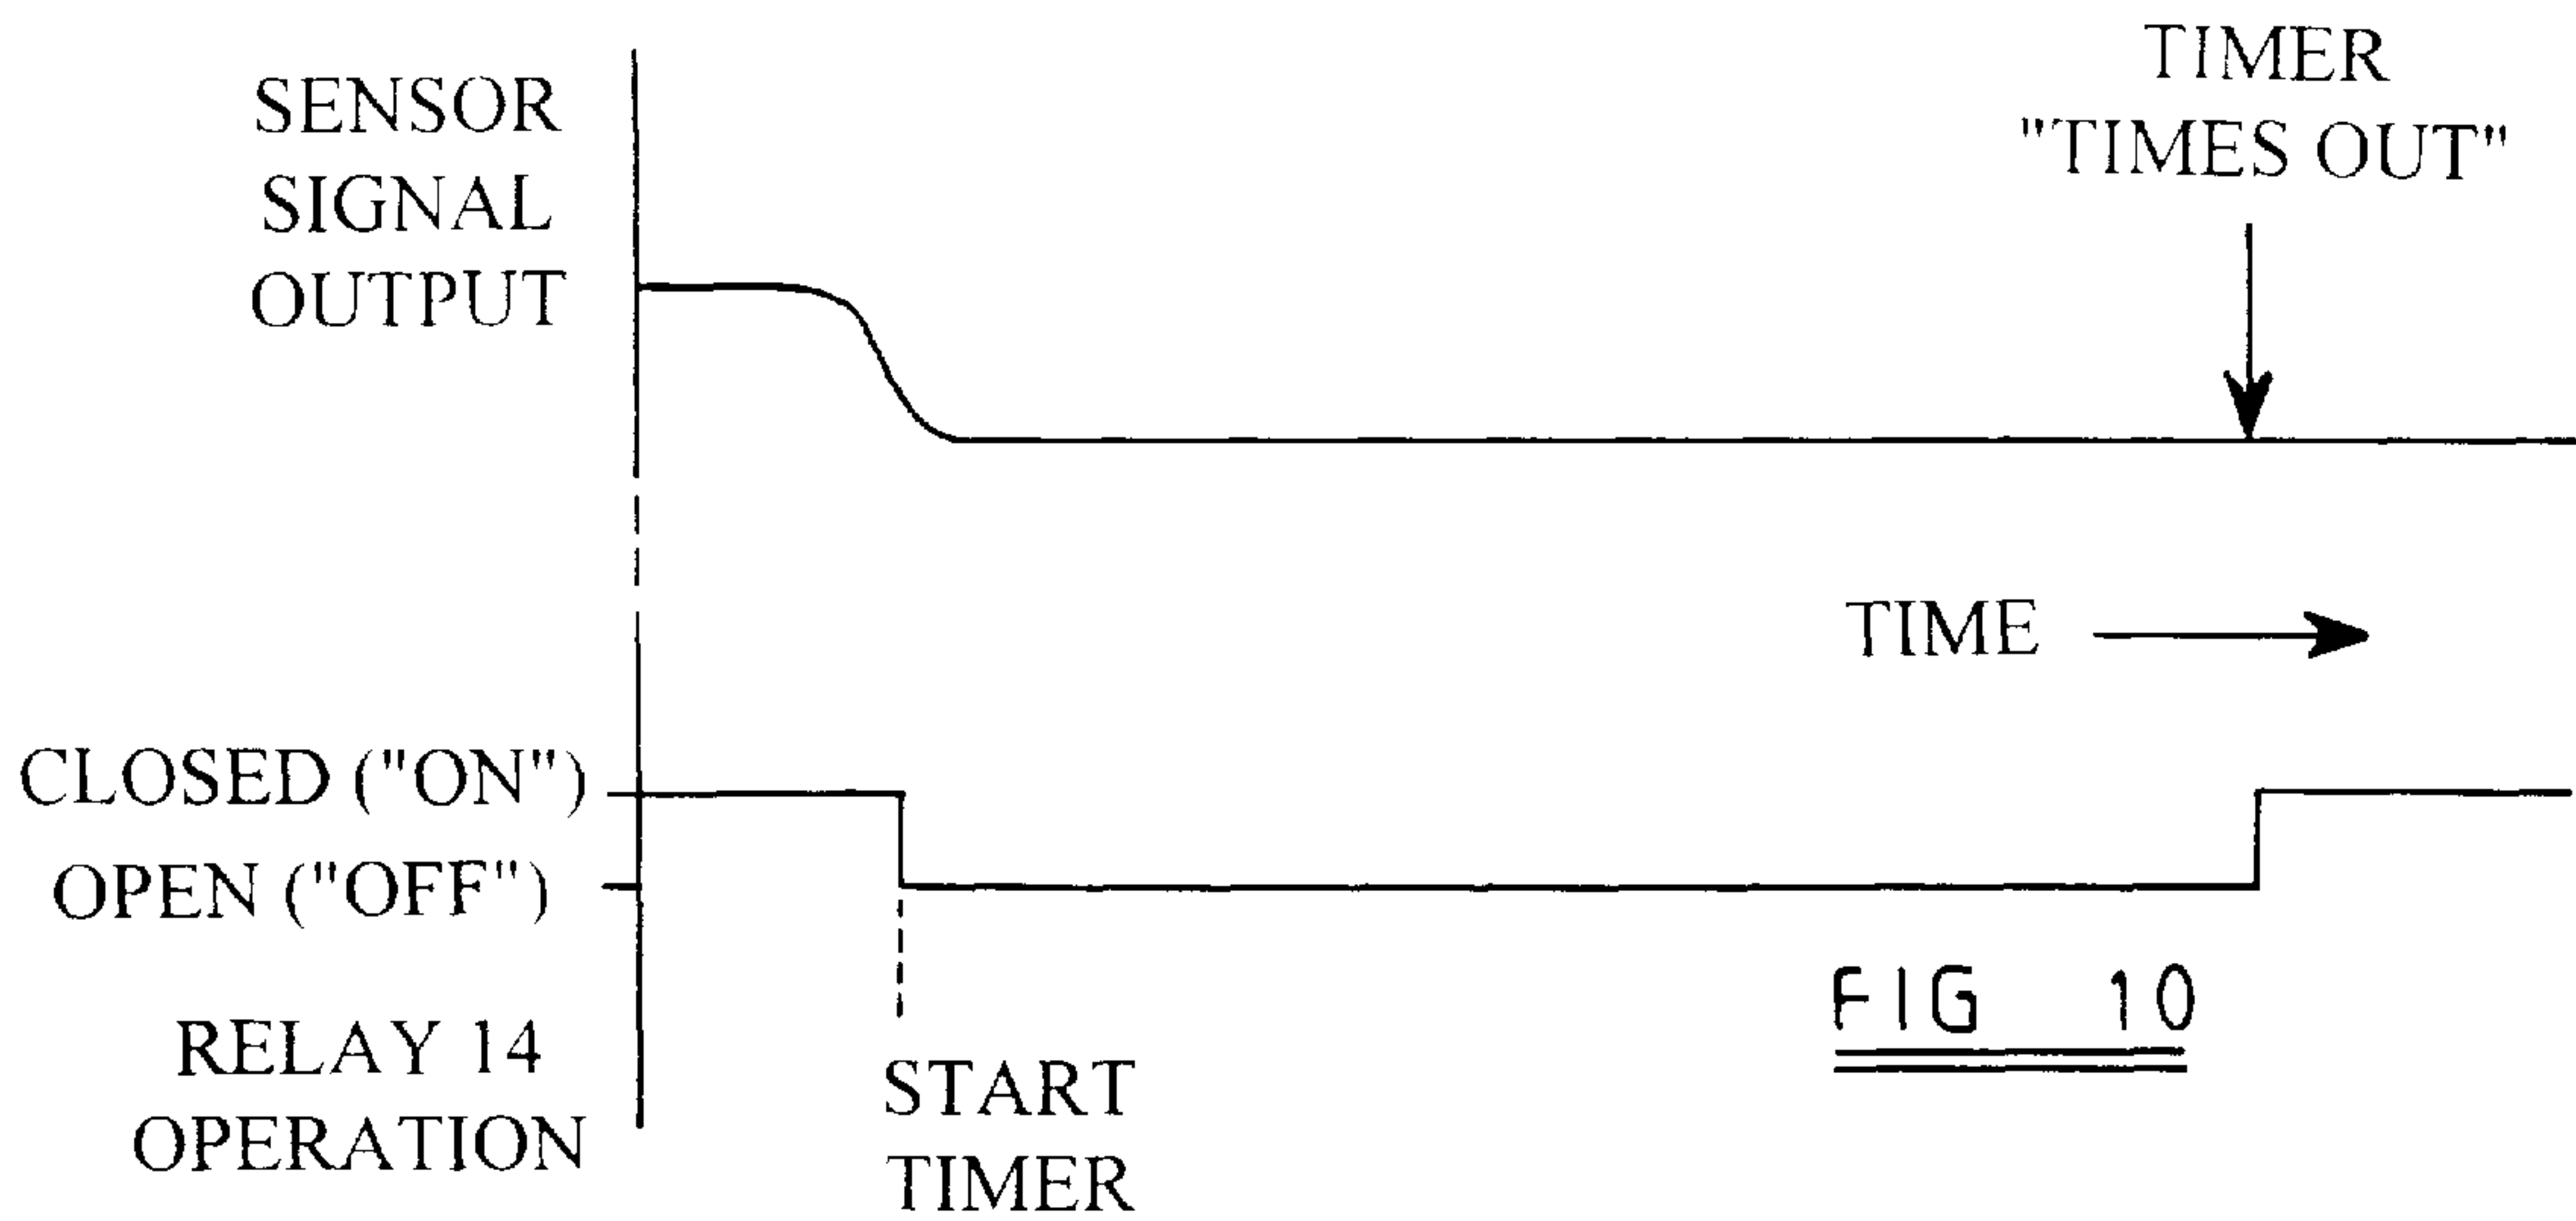 SENSOR
SIGNAL
OUTPUT
TIMER
"TIMES OUT"
TIME
CLOSED ("ON")
OPEN ("OFF")
RELAY 14
OPERATION
START
TIMER
FIG 10